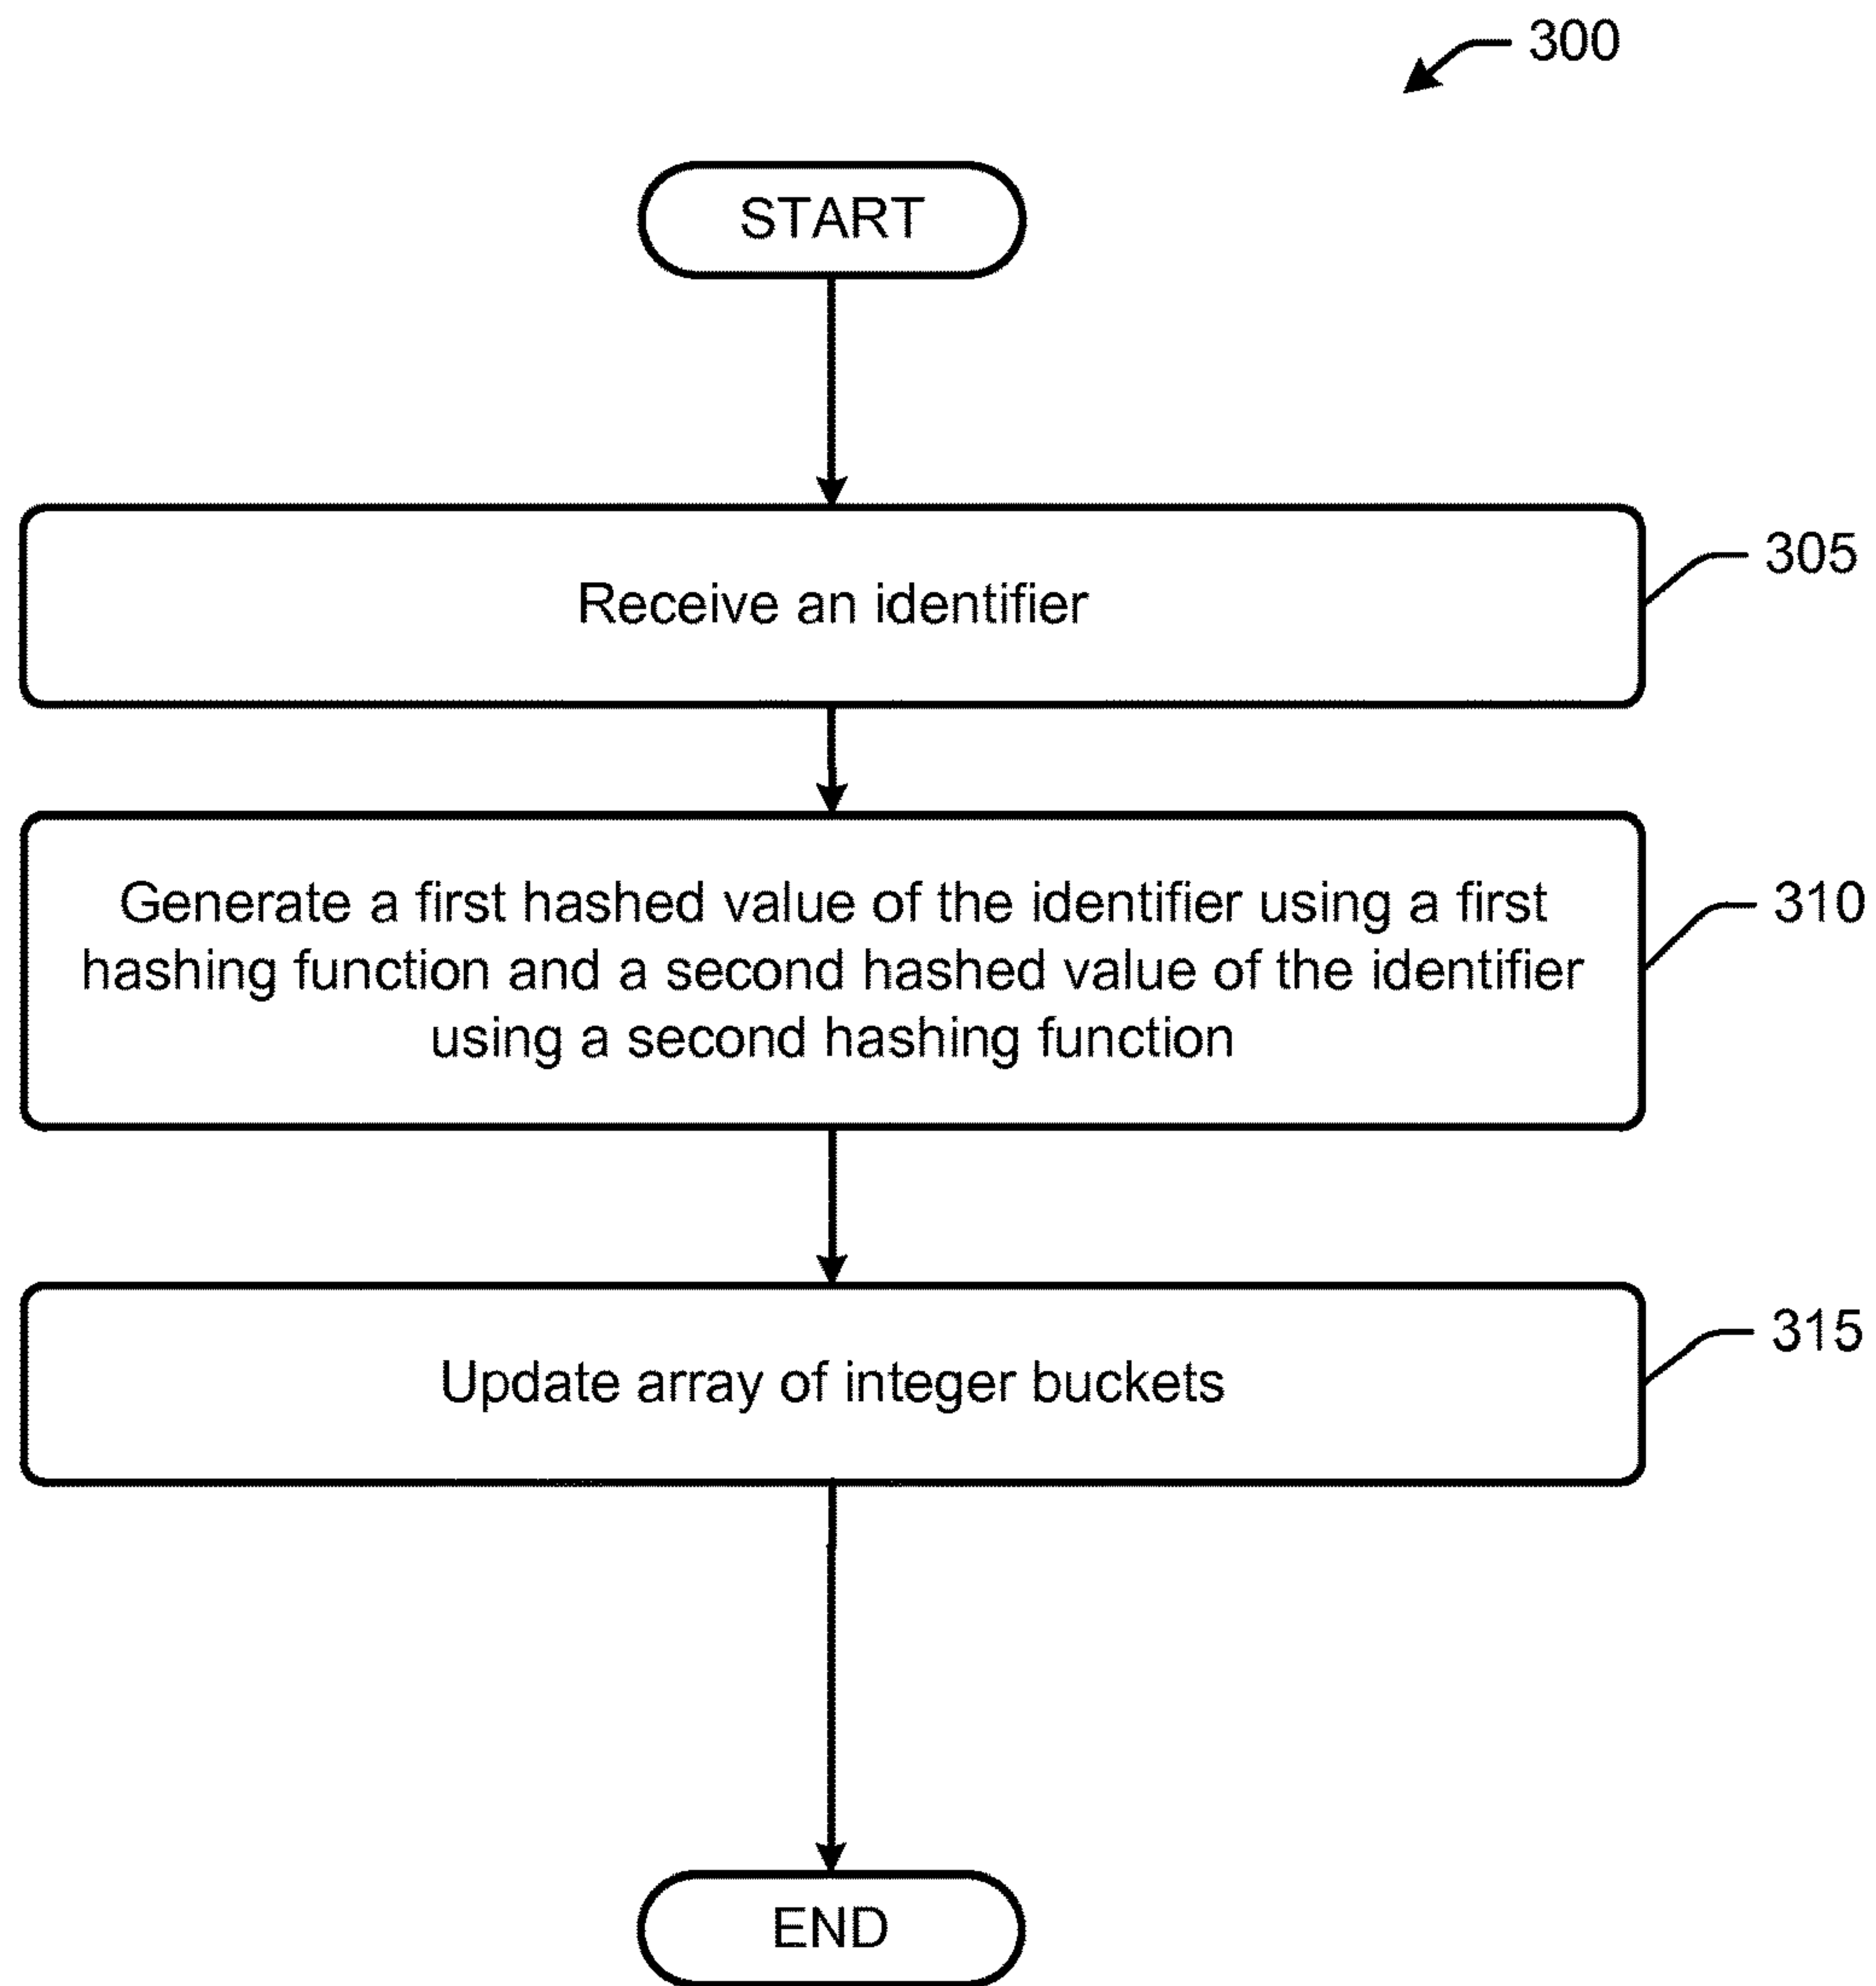 300
START
Receive an identifier
305
Generate a first hashed value of the identifier using a first
hashing function and a second hashed value of the identifier
using a second hashing function
310
Update array of integer buckets
315
END